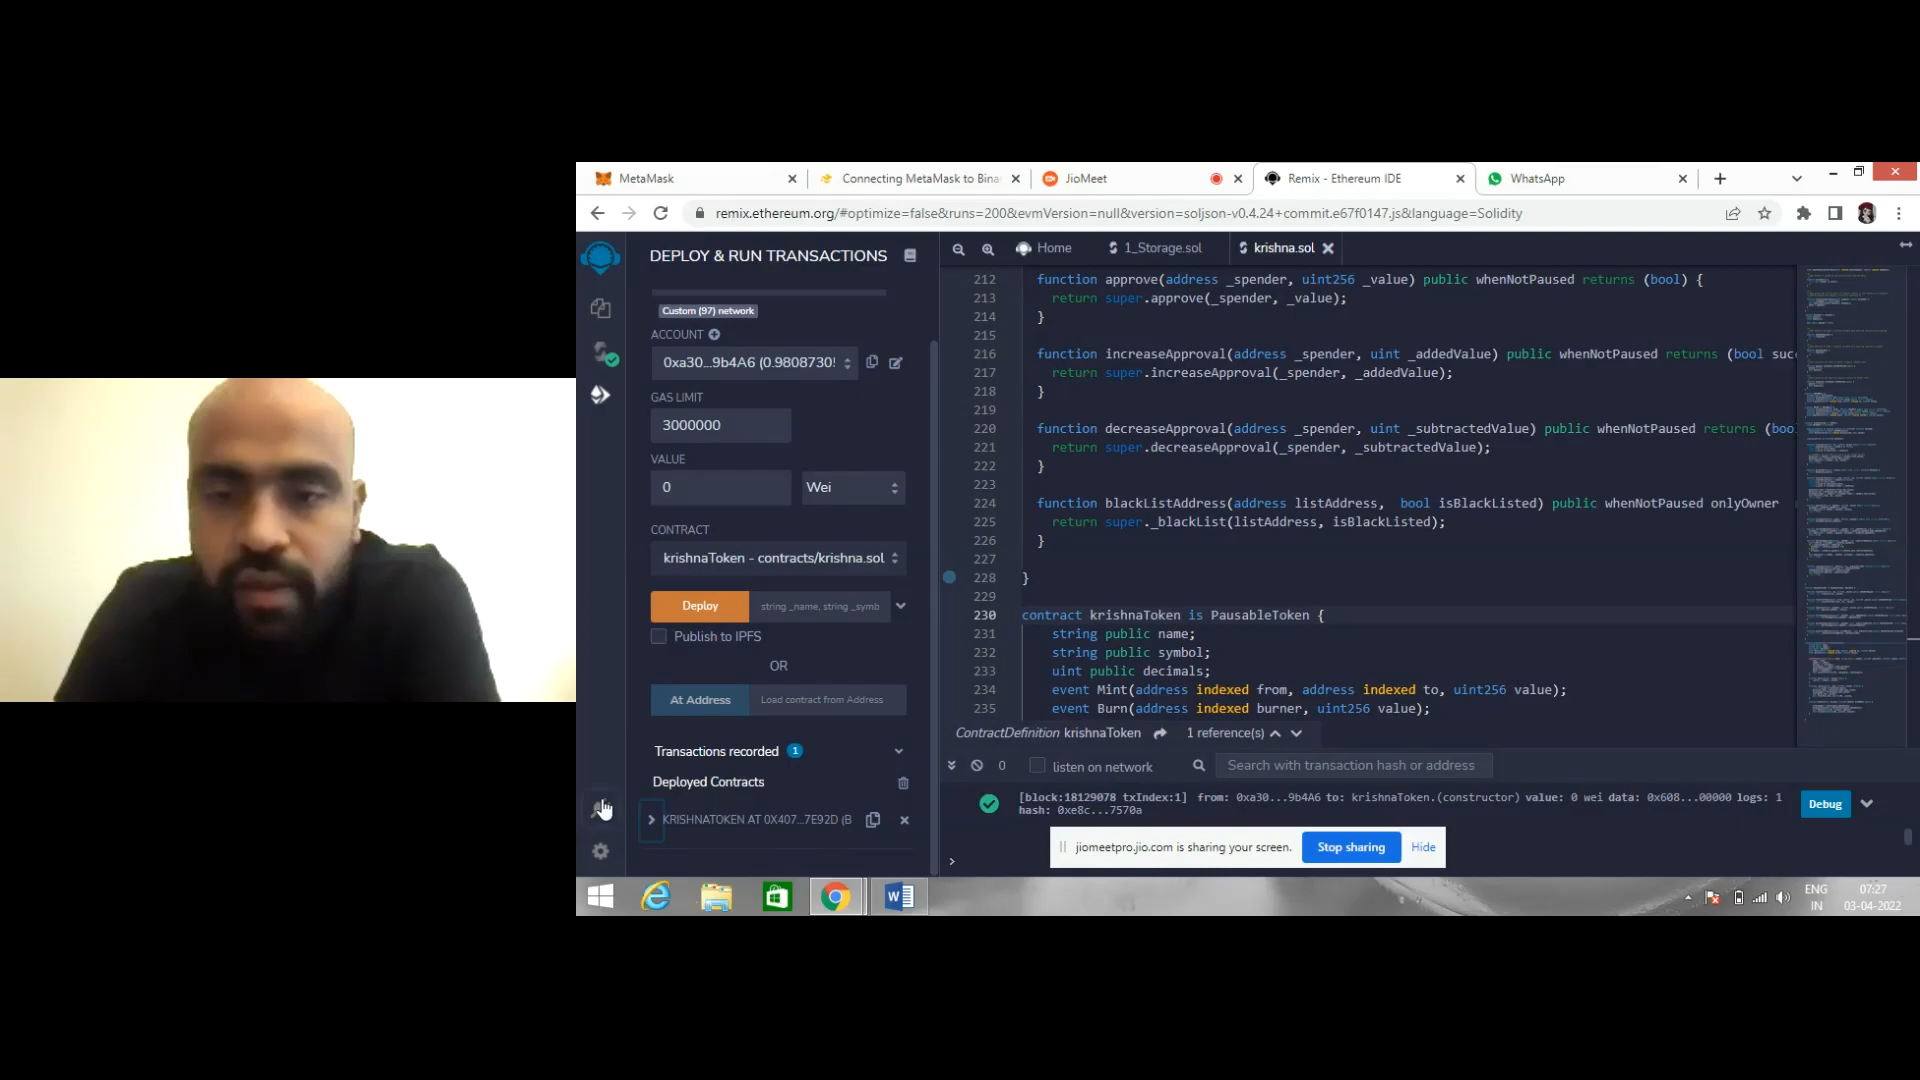 MetaMask
Connecting MetaMask to Bina
JioMeet
Remix - Ethereum IDE
WhatsApp
remix.ethereum.org/#optimize=false&runs=200&evmVersion=null&version=soljson-v0.4.24+commit.e67f0147.js&language=Solidity
DEPLOY & RUN TRANSACTIONS
Custom (97) network
ACCOUNT
0xa30...9b4A6 (0.9808730!
GAS LIMIT
3000000
VALUE
0
Wei
CONTRACT
krishnaToken - contracts/krishna.sol
Deploy
string _name, string _symb
Publish to IPFS
OR
At Address
Load contract from Address
Transactions recorded 1
Deployed Contracts
KRISHNATOKEN AT 0X407...7E92D (B
Home
1_Storage.sol
krishna.sol
212 function approve(address _spender, uint256 _value) public whenNotPaused returns (bool) {
213 return super.approve(_spender, _value);
214 }
215
216 function increaseApproval(address _spender, uint _addedValue) public whenNotPaused returns (bool suc
217 return super.increaseApproval(_spender, _addedValue);
218 }
219
220 function decreaseApproval(address _spender, uint _subtractedValue) public whenNotPaused returns (boo
221 return super.decreaseApproval(_spender, _subtractedValue);
222 }
223
224 function blackListAddress(address listAddress, bool isBlackListed) public whenNotPaused onlyOwner
225 return super._blackList(listAddress, isBlackListed);
226 }
227
228 }
229
230 contract krishnaToken is PausableToken {
231 string public name;
232 string public symbol;
233 uint public decimals;
234 event Mint(address indexed from, address indexed to, uint256 value);
235 event Burn(address indexed burner, uint256 value);
ContractDefinition krishnaToken 1 reference(s)
0 listen on network
Search with transaction hash or address
[block:18129078 txIndex:1] from: 0xa30...9b4A6 to: krishnaToken.(constructor) value: 0 wei data: 0x608...00000 logs: 1
hash: 0xe8c...7570a
Debug
jiomeetpro.jio.com is sharing your screen.
Stop sharing
Hide
ENG
IN
07:27
03-04-2022